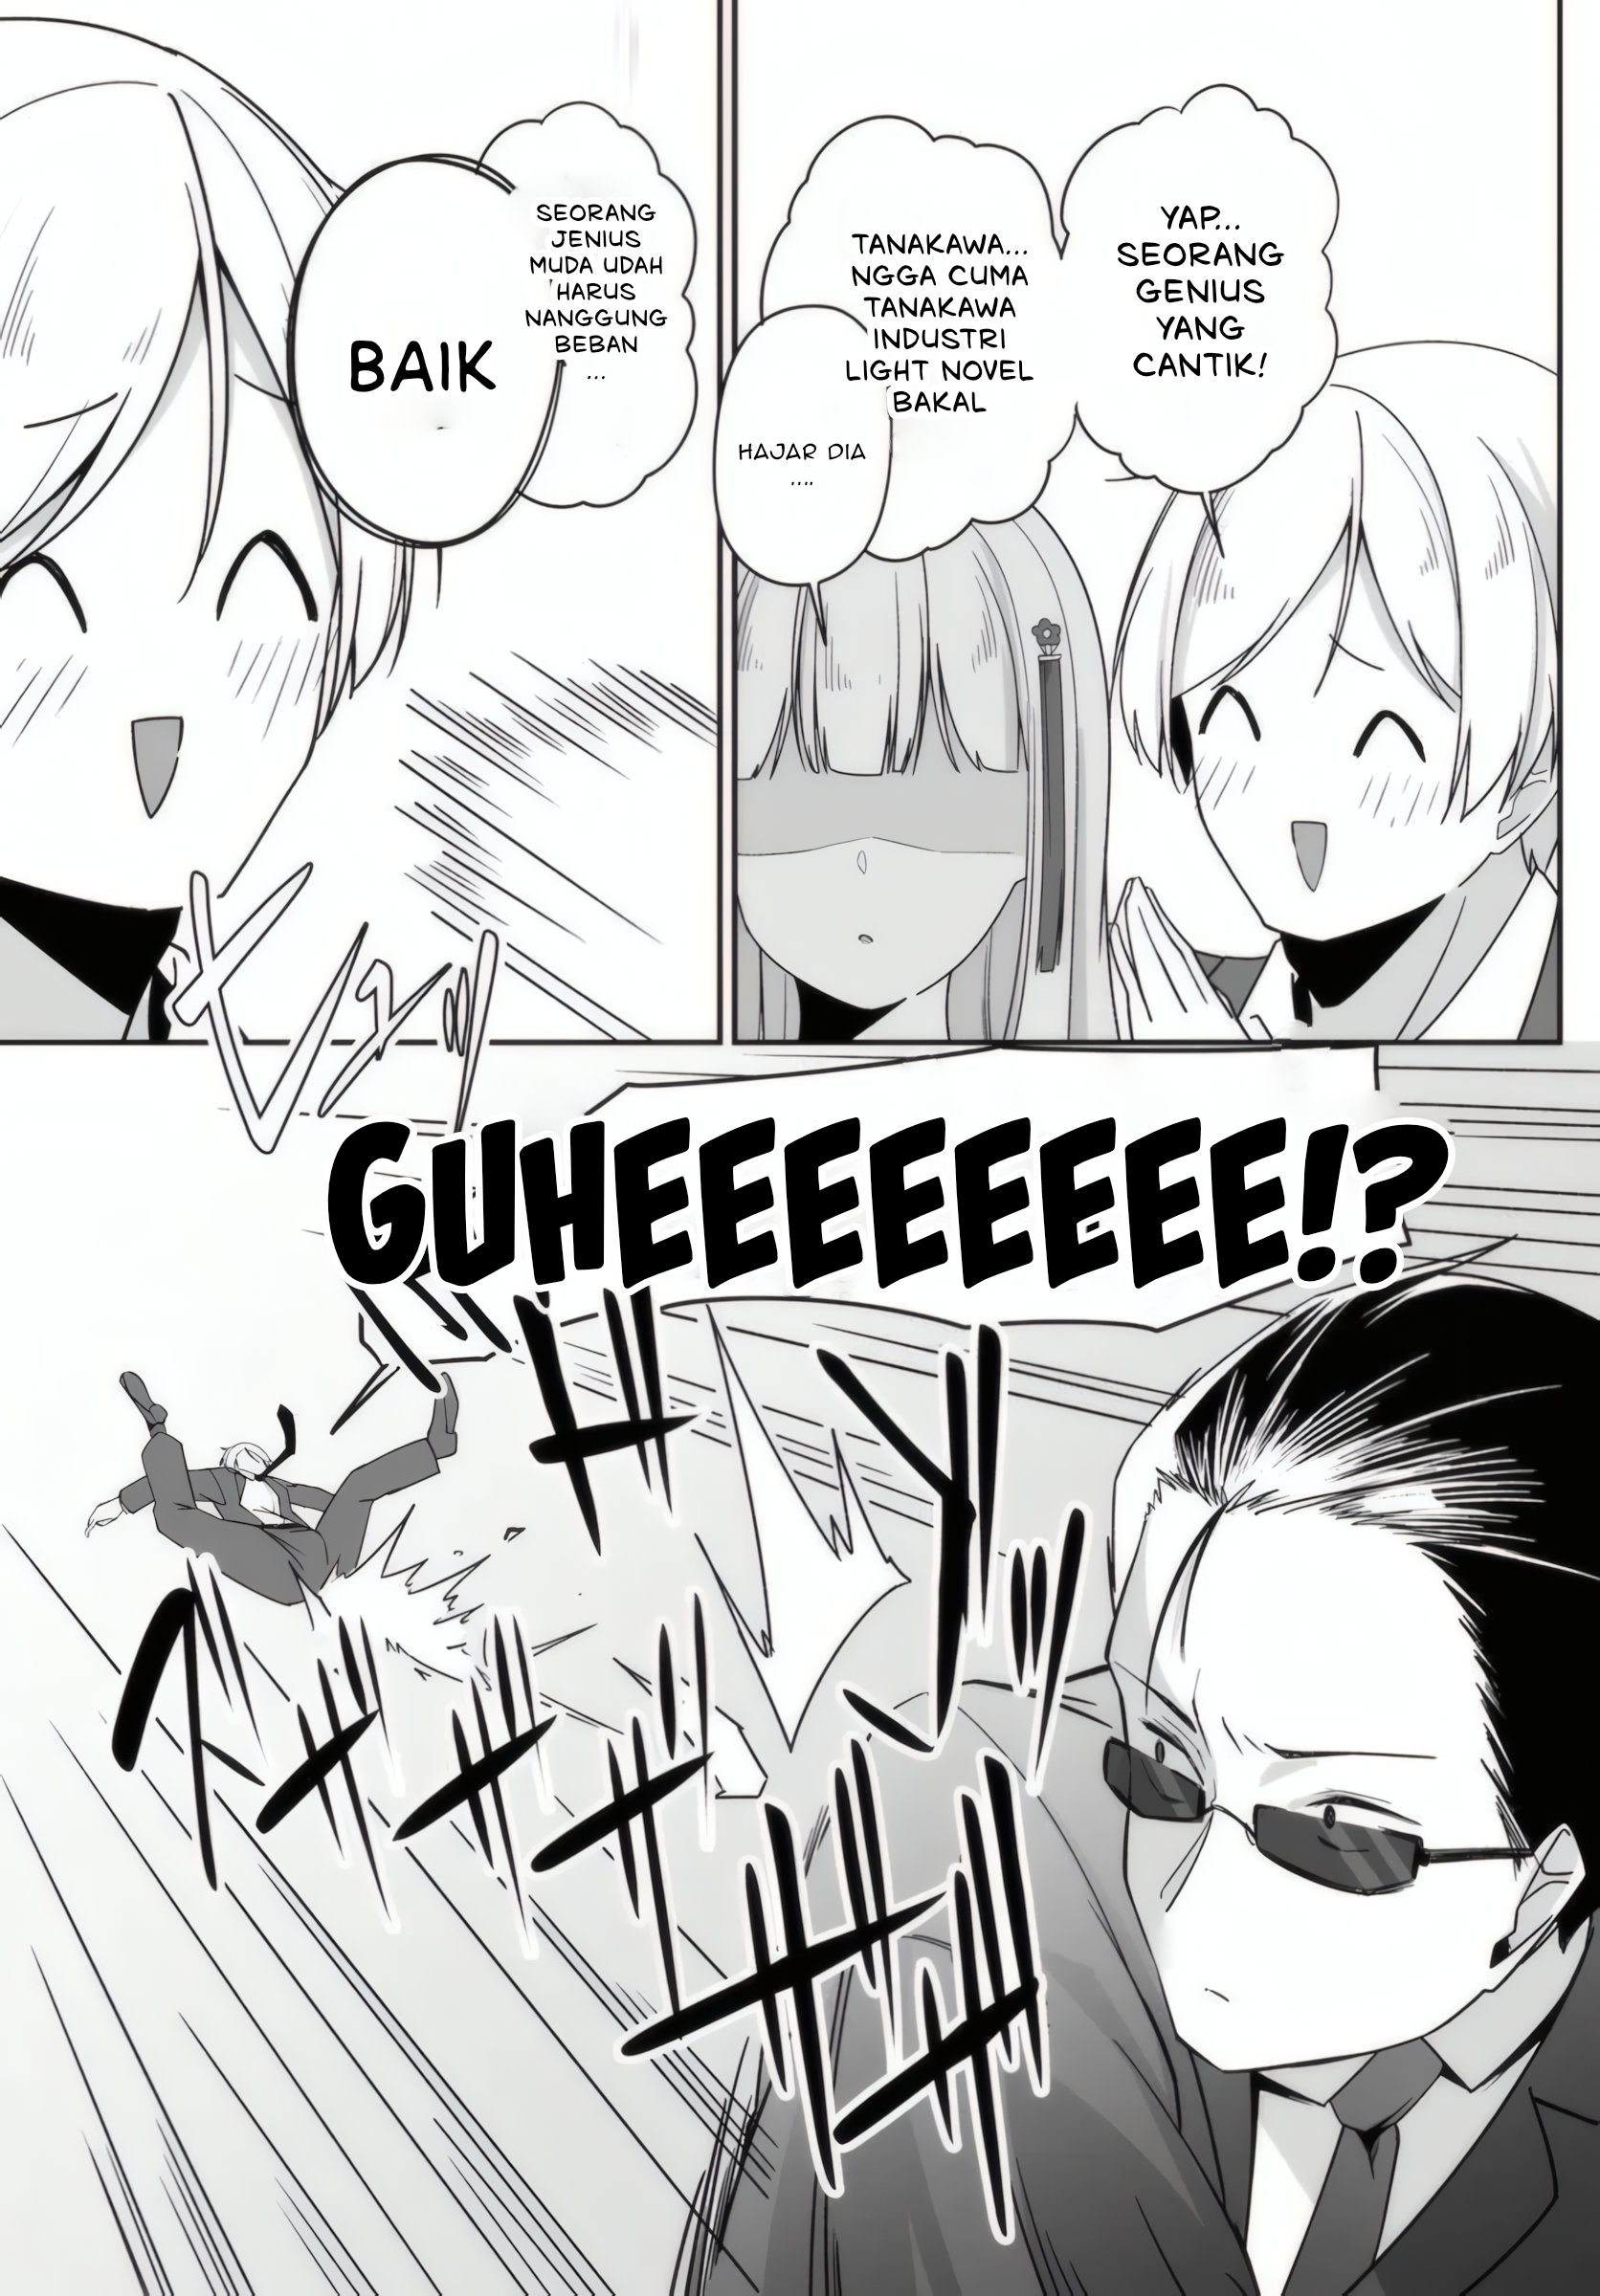 YAP...
SEORANG
GENIUS
YANG
CANTIK!
TANAKAWA...
NGGA CUMA
TANAKAWA
INDUSTRI
LIGHT NOVEL
BAKAL
HAJAR DIA
....
SEORANG
JENIUS
MUDA UDAH
HARUS
NANGGUNG
BEBAN
...
BAIK
GUHEEEEEEEE!?